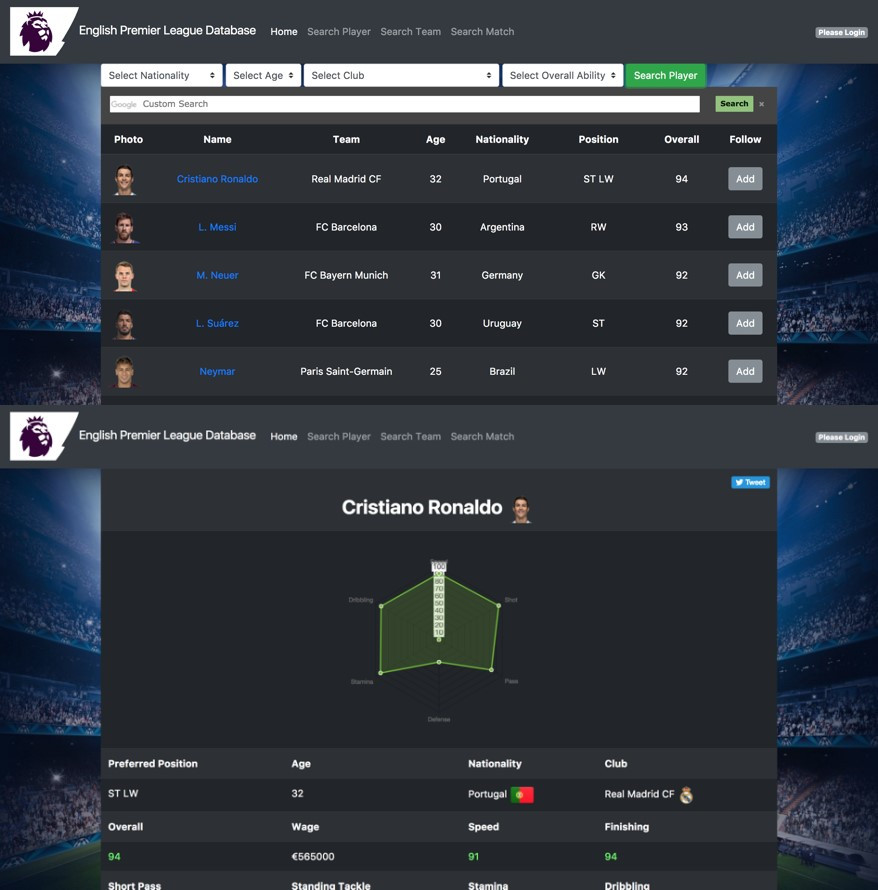 English Premier League Database Home Search Player Search Team Search Match Please Login
Select Nationality Select Age Select Club Select Overall Ability Search Player
Google Custom Search Search ×
Photo Name Team Age Nationality Position Overall Follow
Cristiano Ronaldo Real Madrid CF 32 Portugal ST LW 94 Add
L. Messi FC Barcelona 30 Argentina RW 93 Add
M. Neuer FC Bayern Munich 31 Germany GK 92 Add
L. Suárez FC Barcelona 30 Uruguay ST 92 Add
Neymar Paris Saint-Germain 25 Brazil LW 92 Add
English Premier League Database Home Search Player Search Team Search Match Please Login
Tweet
Cristiano Ronaldo
100
80
70
60
50
40
30
20
10
Dribbling Shot
Stamina Pass
Defense
Preferred Position Age Nationality Club
ST LW 32 Portugal Real Madrid CF
Overall Wage Speed Finishing
94 €565000 91 94
Short Pass Standing Tackle Stamina Dribbling